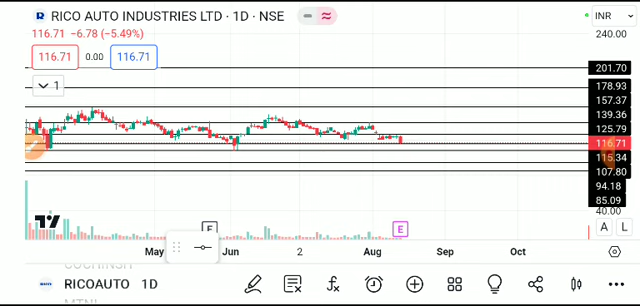 RICO AUTO INDUSTRIES LTD · 1D · NSE
INR
116.71 −6.78 (−5.49%)
240.00
116.71 0.00 116.71
201.70
1
178.93
157.37
139.36
125.79
116.71
115.34
107.80
94.18
85.09
40.00
E E
A L
May Jun 2 Aug Sep Oct
RICOAUTO 1D